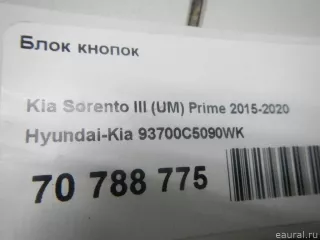 Блок кнопок
Kia Sorento III (UM) Prime 2015-2020
Hyundai-Kia 93700C5090WK
70 788 775
eaural.ru